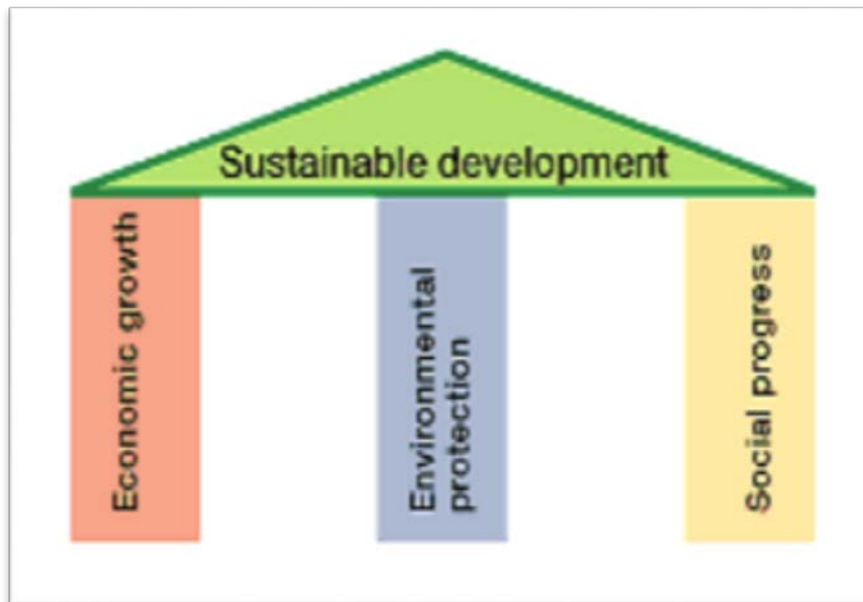 Sustainable development
Economic growth
Environmental
protection
Social progress